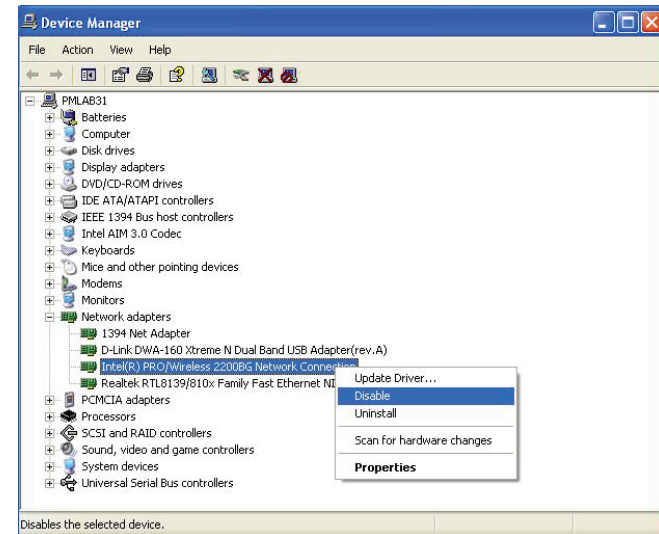 Device Manager
File Action View Help
PMLAB31
Batteries
Computer
Disk drives
Display adapters
DVD/CD-ROM drives
IDE ATA/ATAPI controllers
IEEE 1394 Bus host controllers
Intel AIM 3.0 Codec
Keyboards
Mice and other pointing devices
Modems
Monitors
Network adapters
1394 Net Adapter
D-Link DWA-160 Xtreme N Dual Band USB Adapter(rev.A)
Intel(R) PRO/Wireless 2200BG Network Connection
Realtek RTL8139/810x Family Fast Ethernet NI
PCMCIA adapters
Processors
SCSI and RAID controllers
Sound, video and game controllers
System devices
Universal Serial Bus controllers
Update Driver...
Disable
Uninstall
Scan for hardware changes
Properties
Disables the selected device.